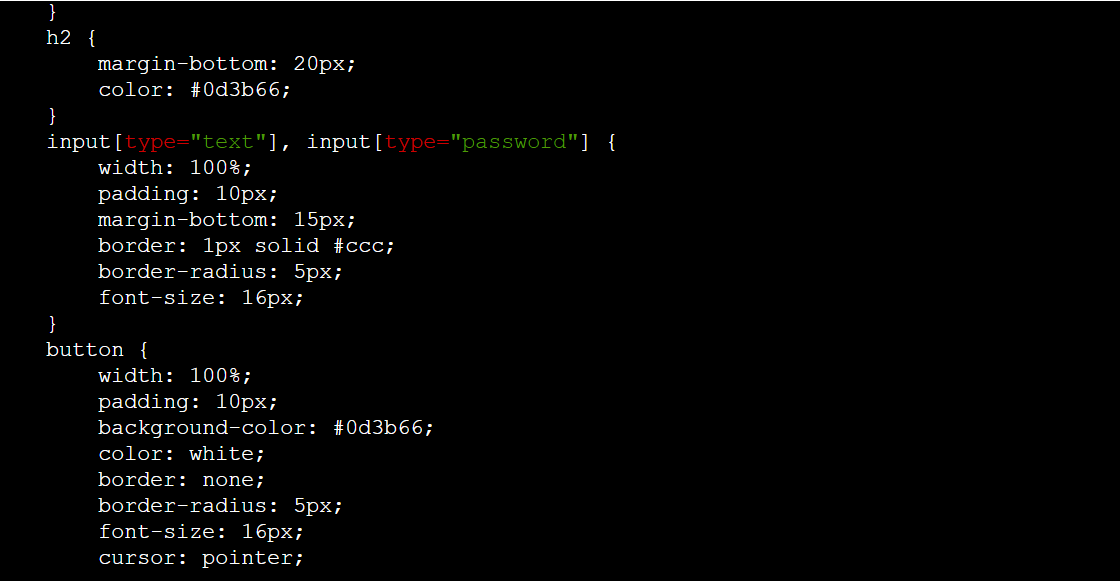 }
h2 {
margin-bottom: 20px;
color: #0d3b66;
}
input[type="text"], input[type="password"] {
width: 100%;
padding: 10px;
margin-bottom: 15px;
border: 1px solid #ccc;
border-radius: 5px;
font-size: 16px;
}
button {
width: 100%;
padding: 10px;
background-color: #0d3b66;
color: white;
border: none;
border-radius: 5px;
font-size: 16px;
cursor: pointer;